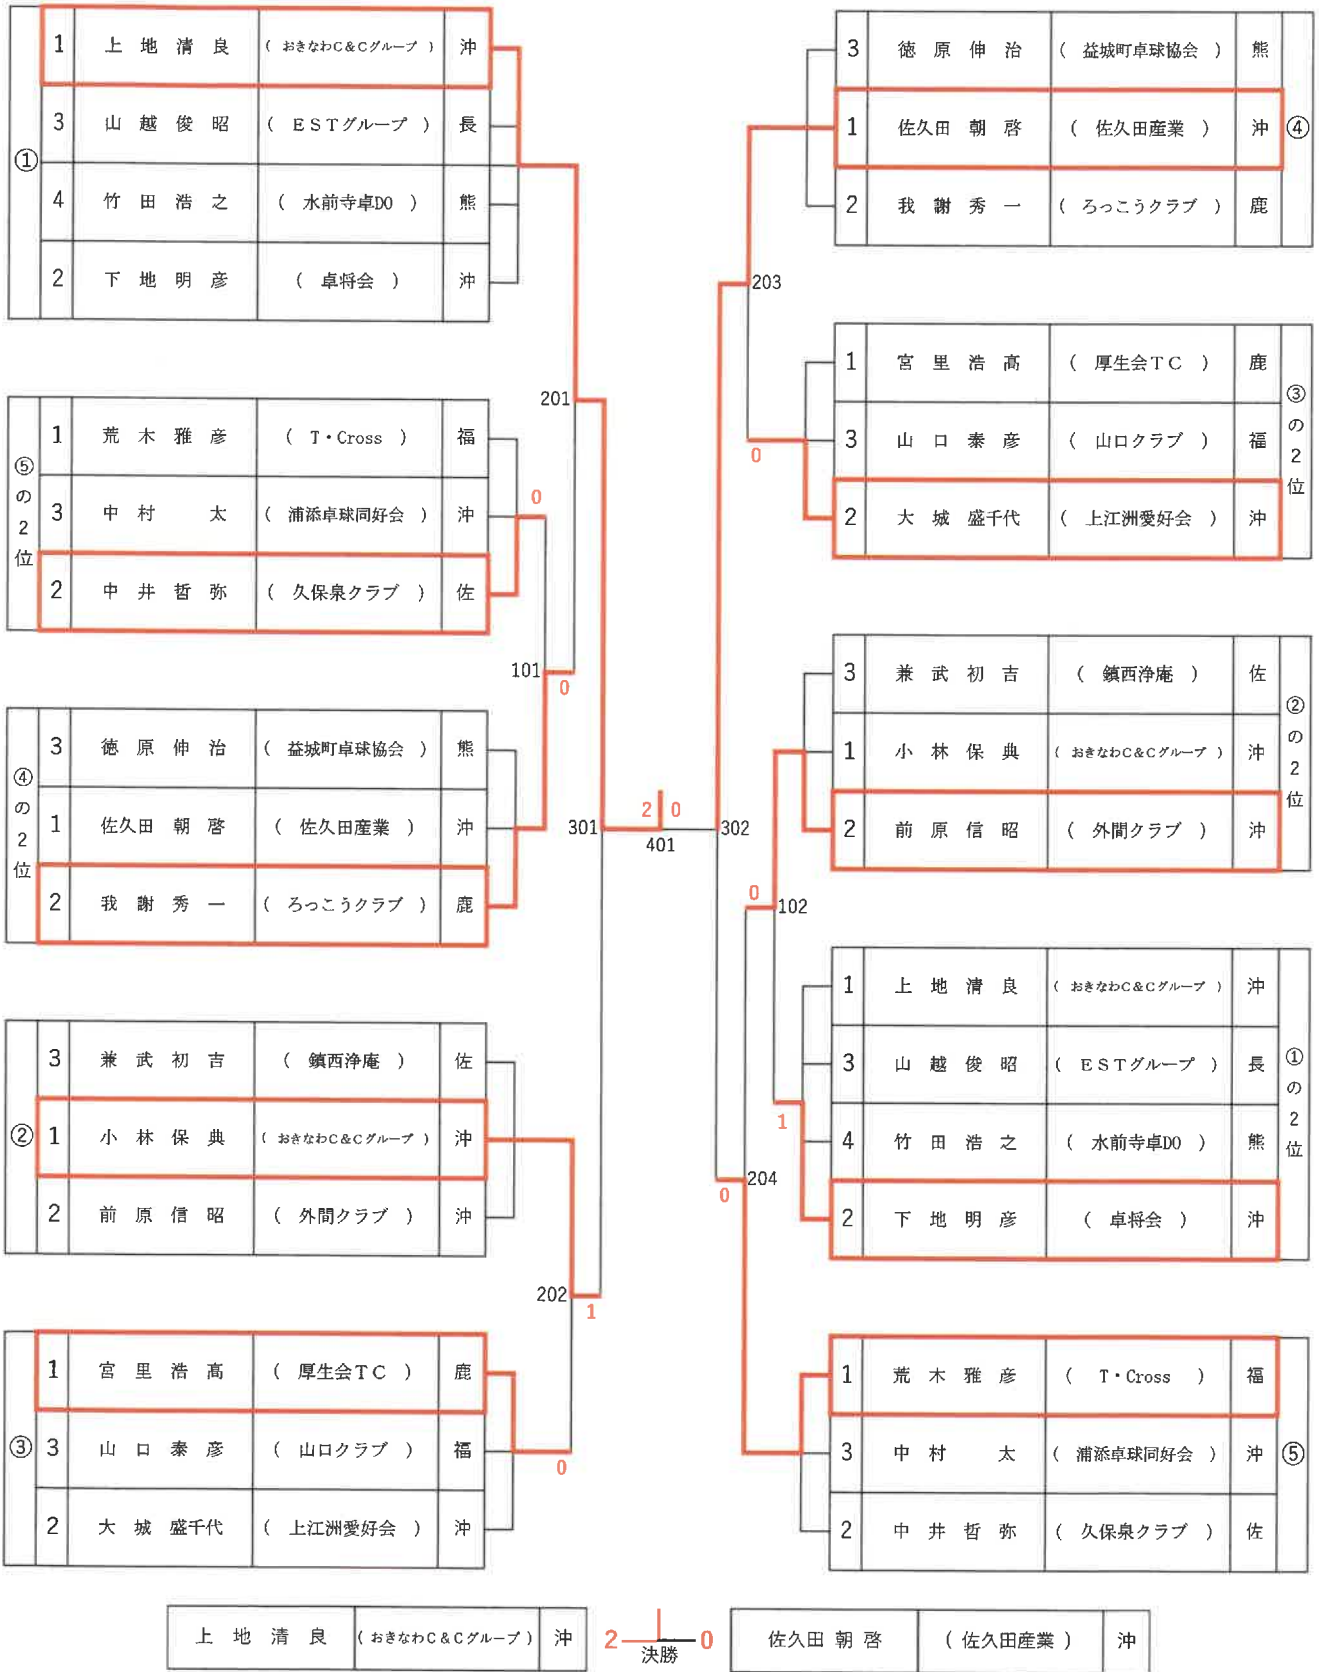 ①
1 上地清良 ( おきなわC&Cグループ ) 沖
3 山越俊昭 ( ESTグループ ) 長
4 竹田浩之 ( 水前寺卓DO ) 熊
2 下地明彦 ( 卓将会 ) 沖
⑤の2位
1 荒木雅彦 ( T・Cross ) 福
3 中村 太 ( 浦添卓球同好会 ) 沖
2 中井哲弥 ( 久保泉クラブ ) 佐
④の2位
3 徳原伸治 ( 益城町卓球協会 ) 熊
1 佐久田 朝啓 ( 佐久田産業 ) 沖
2 我謝秀一 ( ろっこうクラブ ) 鹿
②
3 兼武初吉 ( 鎮西浄庵 ) 佐
1 小林保典 ( おきなわC&Cグループ ) 沖
2 前原信昭 ( 外間クラブ ) 沖
③
1 宮里浩髙 ( 厚生会TC ) 鹿
3 山口泰彦 ( 山口クラブ ) 福
2 大城盛千代 ( 上江洲愛好会 ) 沖
201
0
101
0
301
202
1
0
2 0
401
302
203
0
0
102
1
0
204
④
3 徳原伸治 ( 益城町卓球協会 ) 熊
1 佐久田 朝啓 ( 佐久田産業 ) 沖
2 我謝秀一 ( ろっこうクラブ ) 鹿
③の2位
1 宮里浩髙 ( 厚生会TC ) 鹿
3 山口泰彦 ( 山口クラブ ) 福
2 大城盛千代 ( 上江洲愛好会 ) 沖
②の2位
3 兼武初吉 ( 鎮西浄庵 ) 佐
1 小林保典 ( おきなわC&Cグループ ) 沖
2 前原信昭 ( 外間クラブ ) 沖
①の2位
1 上地清良 ( おきなわC&Cグループ ) 沖
3 山越俊昭 ( ESTグループ ) 長
4 竹田浩之 ( 水前寺卓DO ) 熊
2 下地明彦 ( 卓将会 ) 沖
⑤
1 荒木雅彦 ( T・Cross ) 福
3 中村 太 ( 浦添卓球同好会 ) 沖
2 中井哲弥 ( 久保泉クラブ ) 佐
上地清良 ( おきなわC&Cグループ ) 沖 2 0 佐久田朝啓 ( 佐久田産業 ) 沖
決勝